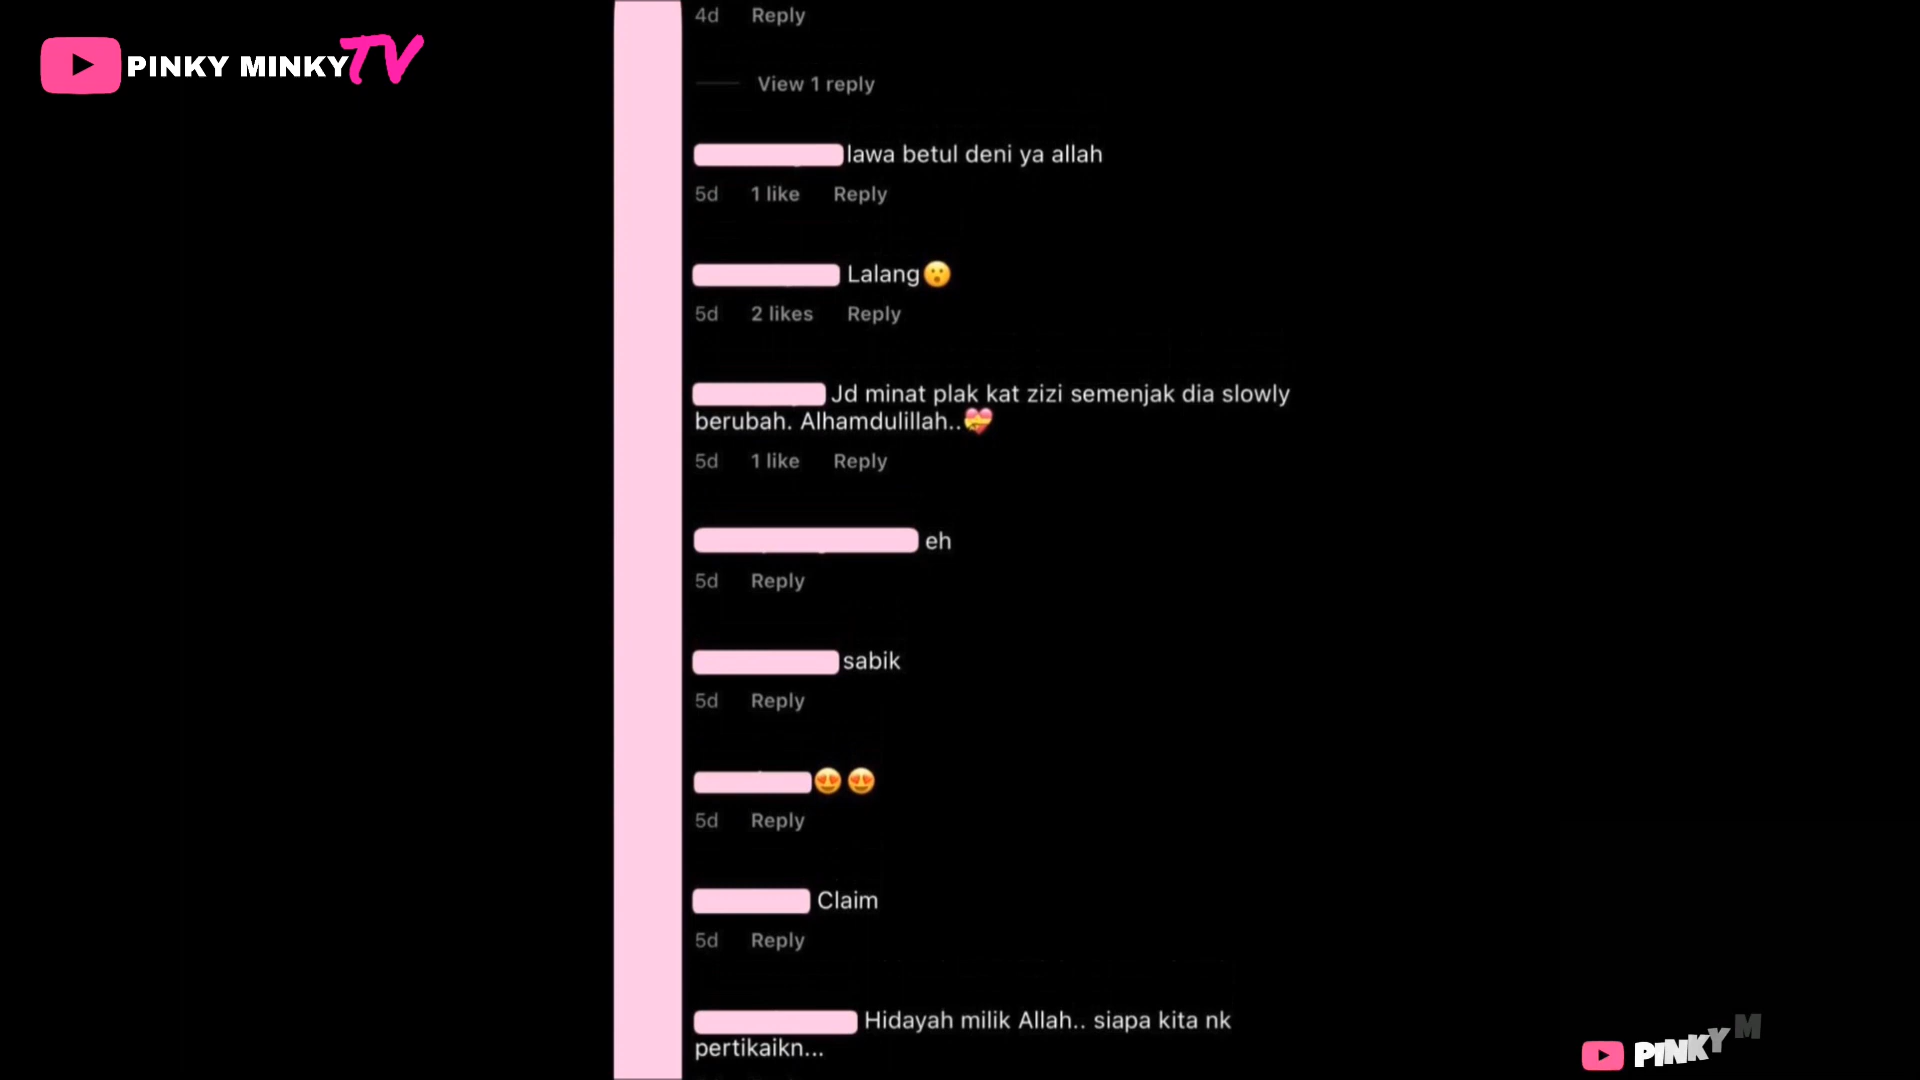 PINKY MINKY TV
4d Reply
View 1 reply
lawa betul deni ya allah
5d 1 like Reply
Lalang😮
5d 2 likes Reply
Jd minat plak kat zizi semenjak dia slowly
berubah. Alhamdulillah..💝
5d 1 like Reply
eh
5d Reply
sabik
5d Reply
😍😍
5d Reply
Claim
5d Reply
Hidayah milik Allah.. siapa kita nk
pertikaikn...
PINKY M